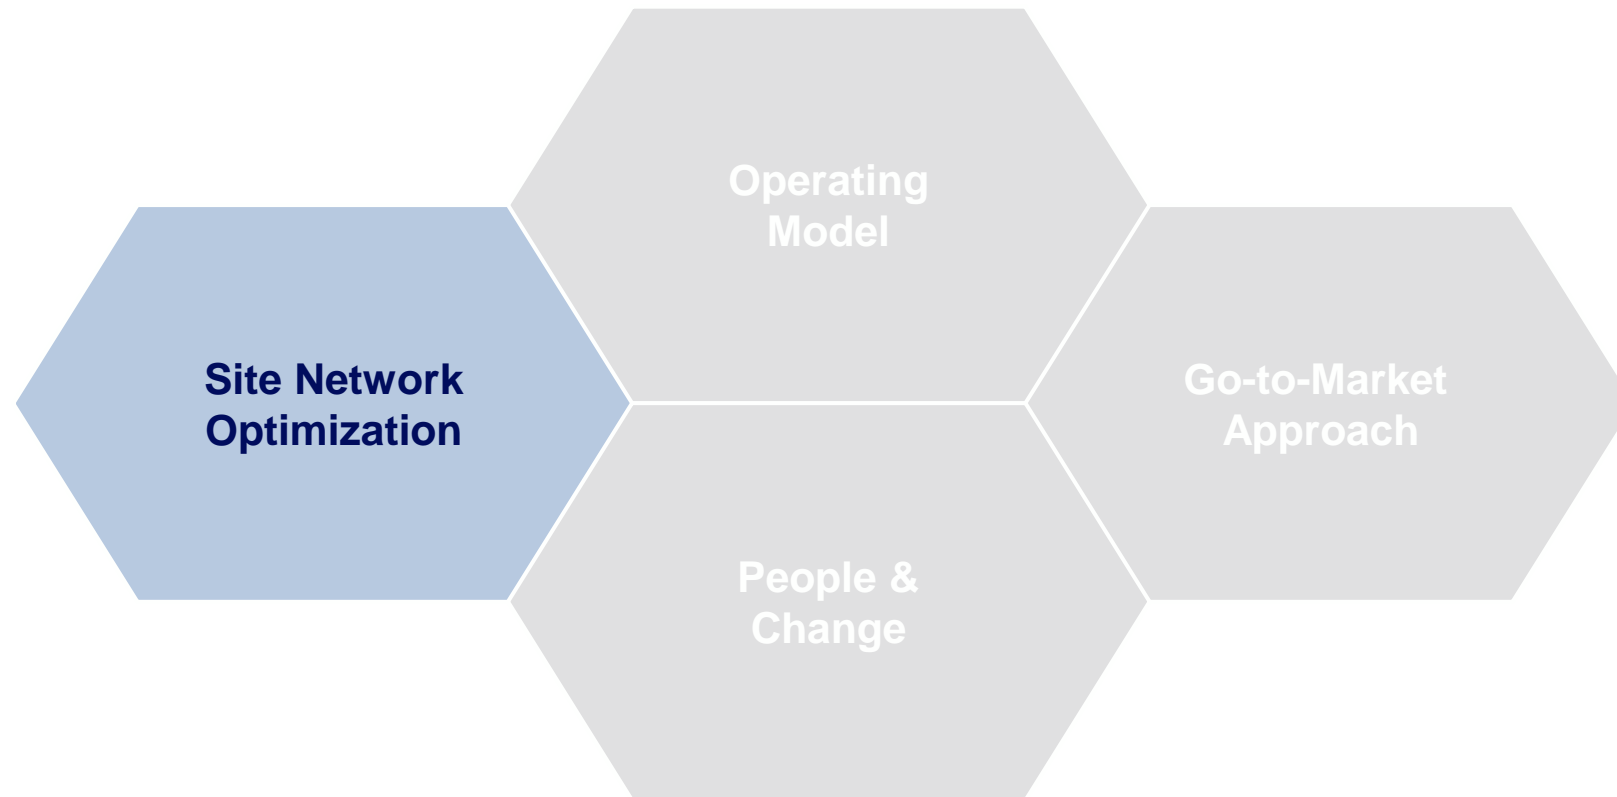 Operating
Model
Site Network
Optimization
Go-to-Market
Approach
People &
Change